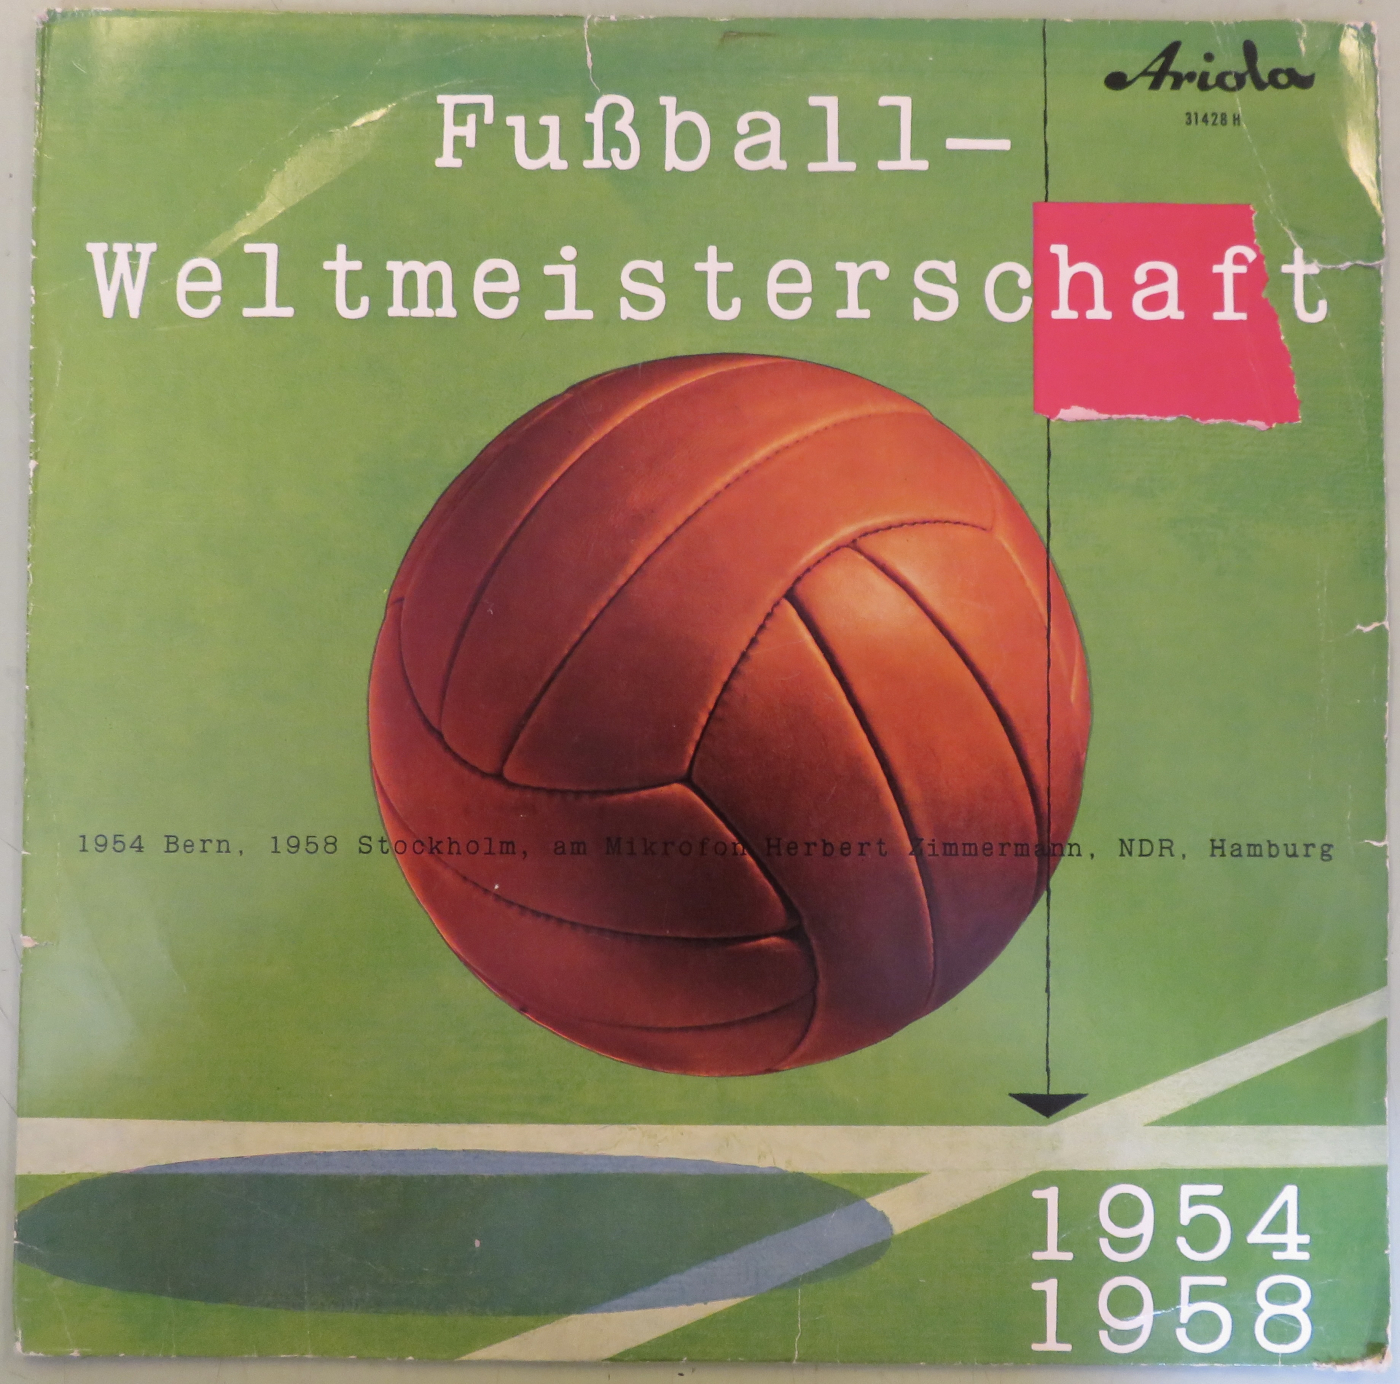 Ariola
31428 H
Fußball–
Weltmeisterschaft
1954 Bern, 1958 Stockholm, am Mikrofon Herbert Zimmermann, NDR, Hamburg
1954
1958